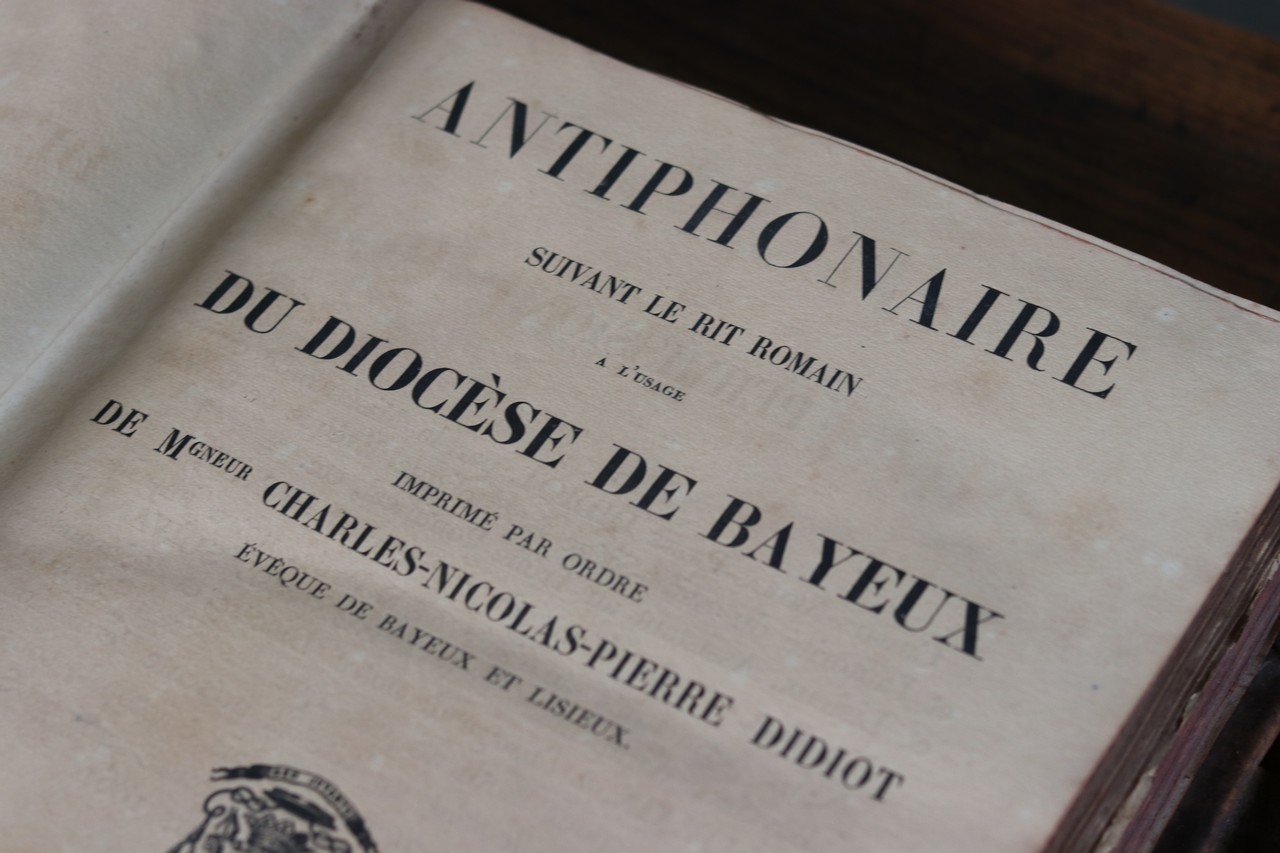 ANTIPHONAIRE
SUIVANT LE RIT ROMAIN
A L'USAGE
DU DIOCÈSE DE BAYEUX
IMPRIMÉ PAR ORDRE
DE MGNEUR CHARLES-NICOLAS-PIERRE DIDIOT
ÉVÊQUE DE BAYEUX ET LISIEUX.